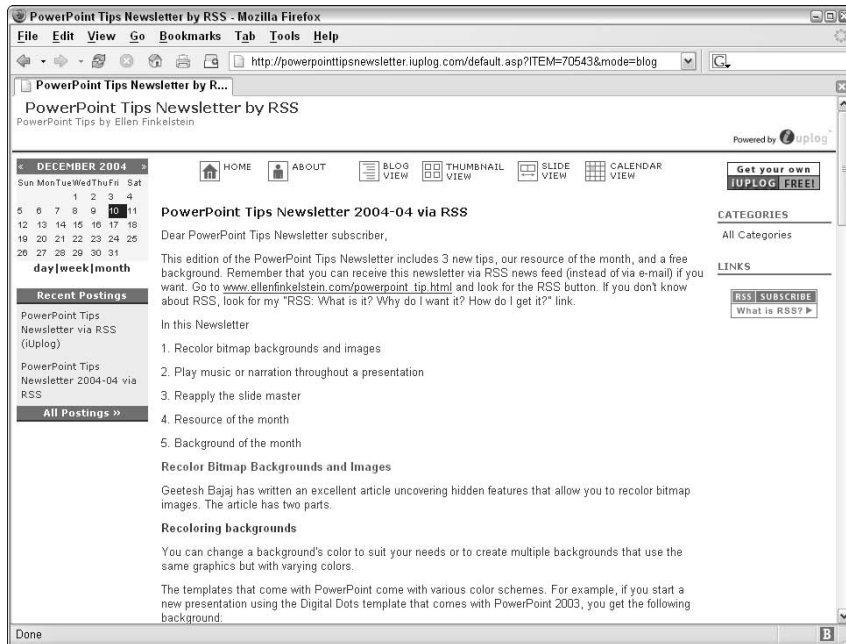 PowerPoint Tips Newsletter by RSS - Mozilla Firefox
File Edit View Go Bookmarks Tab Tools Help
http://powerpointtipsnewsletter.iuplog.com/default.asp?ITEM=70543&mode=blog
G
PowerPoint Tips Newsletter by R...
PowerPoint Tips Newsletter by RSS
PowerPoint Tips by Ellen Finkelstein
Powered by iuplog
« DECEMBER 2004 »
Sun Mon Tue Wed Thu Fri Sat
1 2 3 4
5 6 7 8 9 10 11
12 13 14 15 16 17 18
19 20 21 22 23 24 25
26 27 28 29 30 31
day|week|month
Recent Postings
PowerPoint Tips
Newsletter via RSS
(iUplog)
PowerPoint Tips
Newsletter 2004-04 via
RSS
All Postings »
HOME
ABOUT
BLOG VIEW
THUMBNAIL VIEW
SLIDE VIEW
CALENDAR VIEW
PowerPoint Tips Newsletter 2004-04 via RSS
Dear PowerPoint Tips Newsletter subscriber,
This edition of the PowerPoint Tips Newsletter includes 3 new tips, our resource of the month, and a free
background. Remember that you can receive this newsletter via RSS news feed (instead of via e-mail) if you
want. Go to www.ellenfinkelstein.com/powerpoint_tip.html and look for the RSS button. If you don't know
about RSS, look for my "RSS: What is it? Why do I want it? How do I get it?" link.
In this Newsletter
1. Recolor bitmap backgrounds and images
2. Play music or narration throughout a presentation
3. Reapply the slide master
4. Resource of the month
5. Background of the month
Recolor Bitmap Backgrounds and Images
Geetesh Bajaj has written an excellent article uncovering hidden features that allow you to recolor bitmap
images. The article has two parts.
Recoloring backgrounds
You can change a background's color to suit your needs or to create multiple backgrounds that use the
same graphics but with varying colors.
The templates that come with PowerPoint come with various color schemes. For example, if you start a
new presentation using the Digital Dots template that comes with PowerPoint 2003, you get the following
background:
Get your own
iUPLOG FREE!
CATEGORIES
All Categories
LINKS
RSS SUBSCRIBE
What is RSS?
Done
B